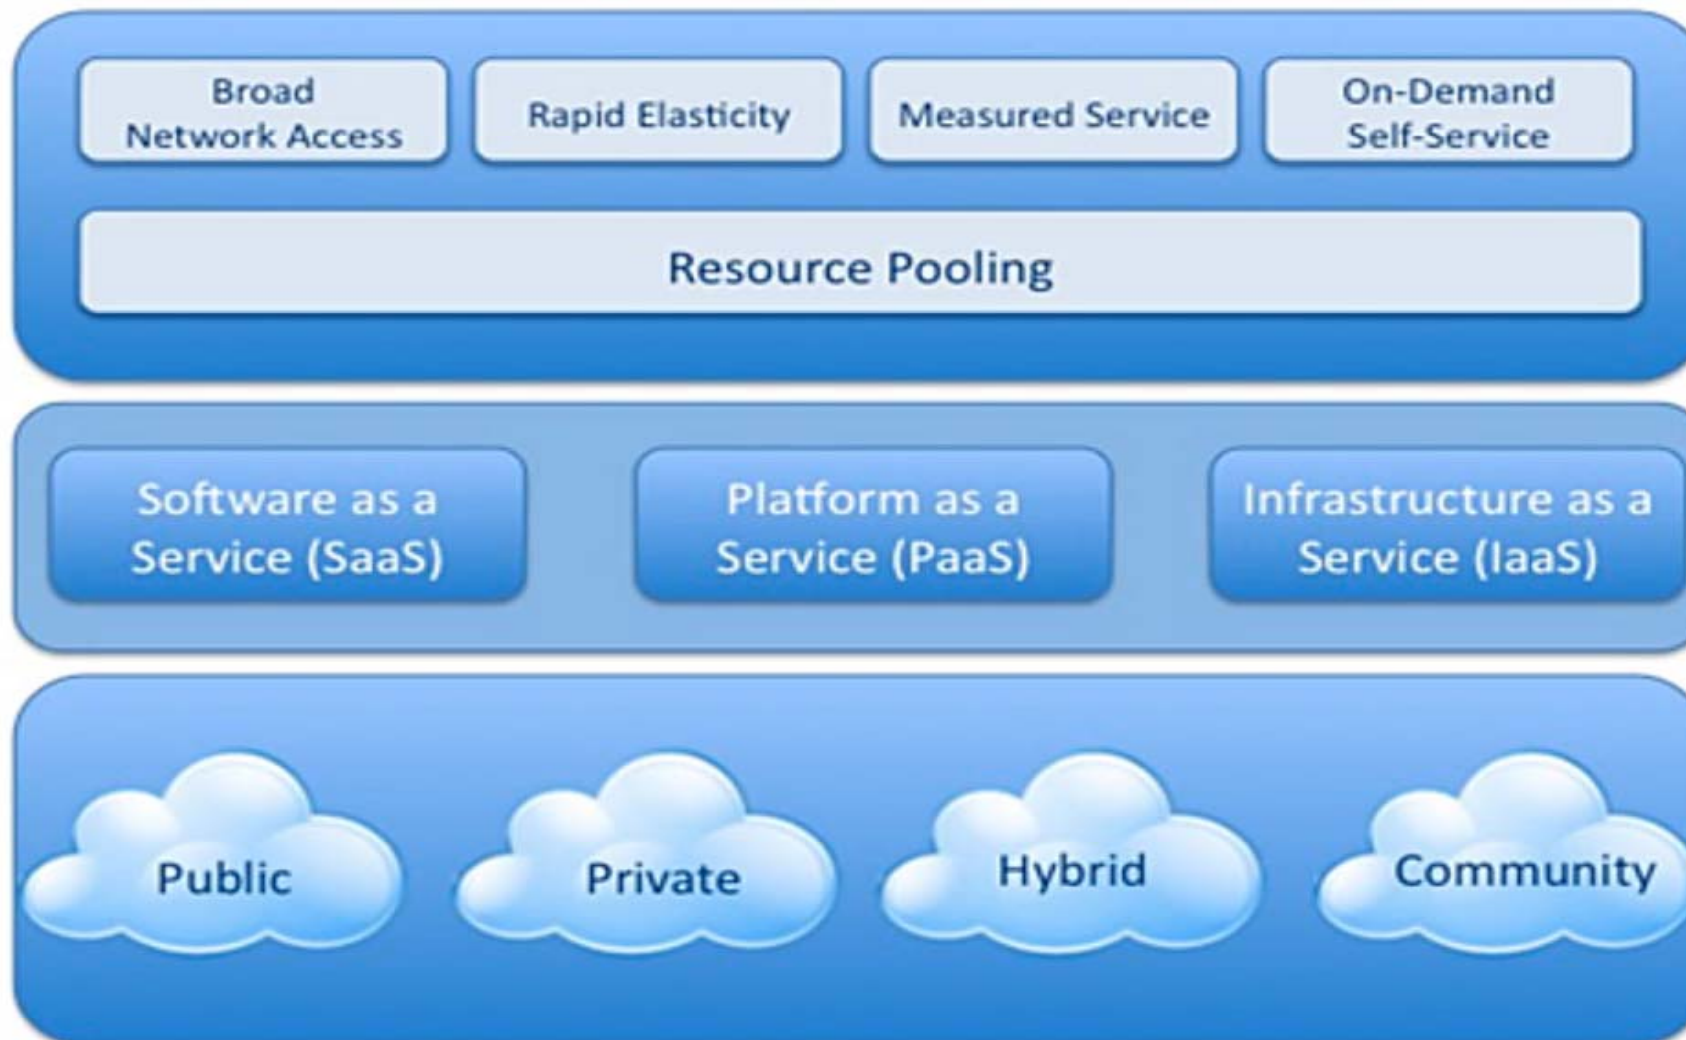 Broad
Network Access
Rapid Elasticity
Measured Service
On-Demand
Self-Service
Resource Pooling
Software as a
Service (SaaS)
Platform as a
Service (PaaS)
Infrastructure as a
Service (IaaS)
Public
Private
Hybrid
Community